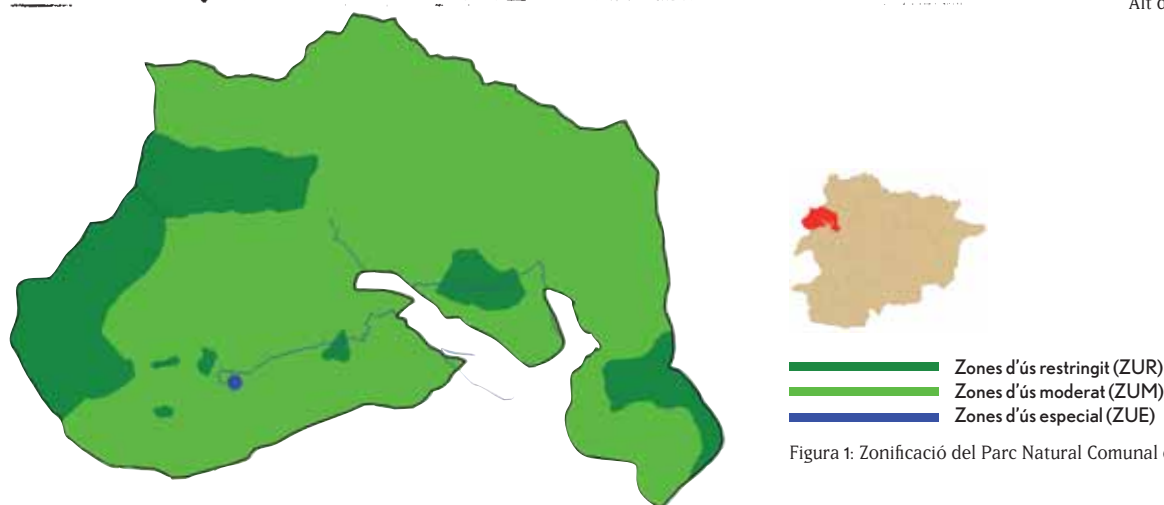 Alt d
Zones d'ús restringit (ZUR)
Zones d'ús moderat (ZUM)
Zones d'ús especial (ZUE)
Figura 1: Zonificació del Parc Natural Comunal